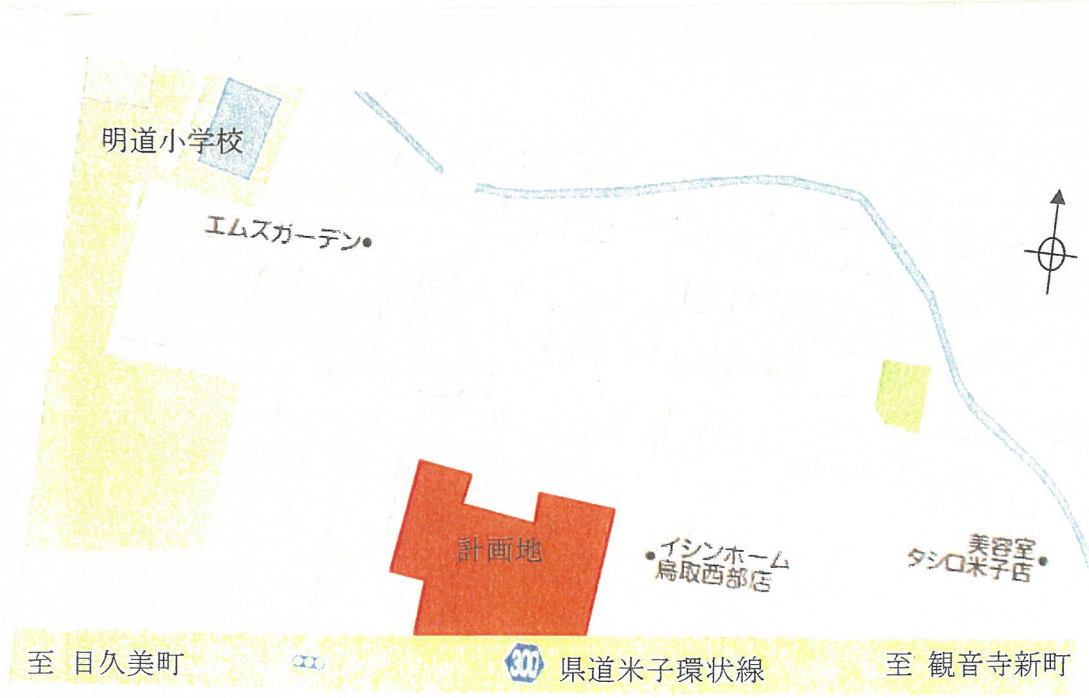 明道小学校
エムズガーデン
計画地
イシンホーム
鳥取西部店
美容室
タシロ米子店
至 目久美町
300
県道米子環状線
至 観音寺新町